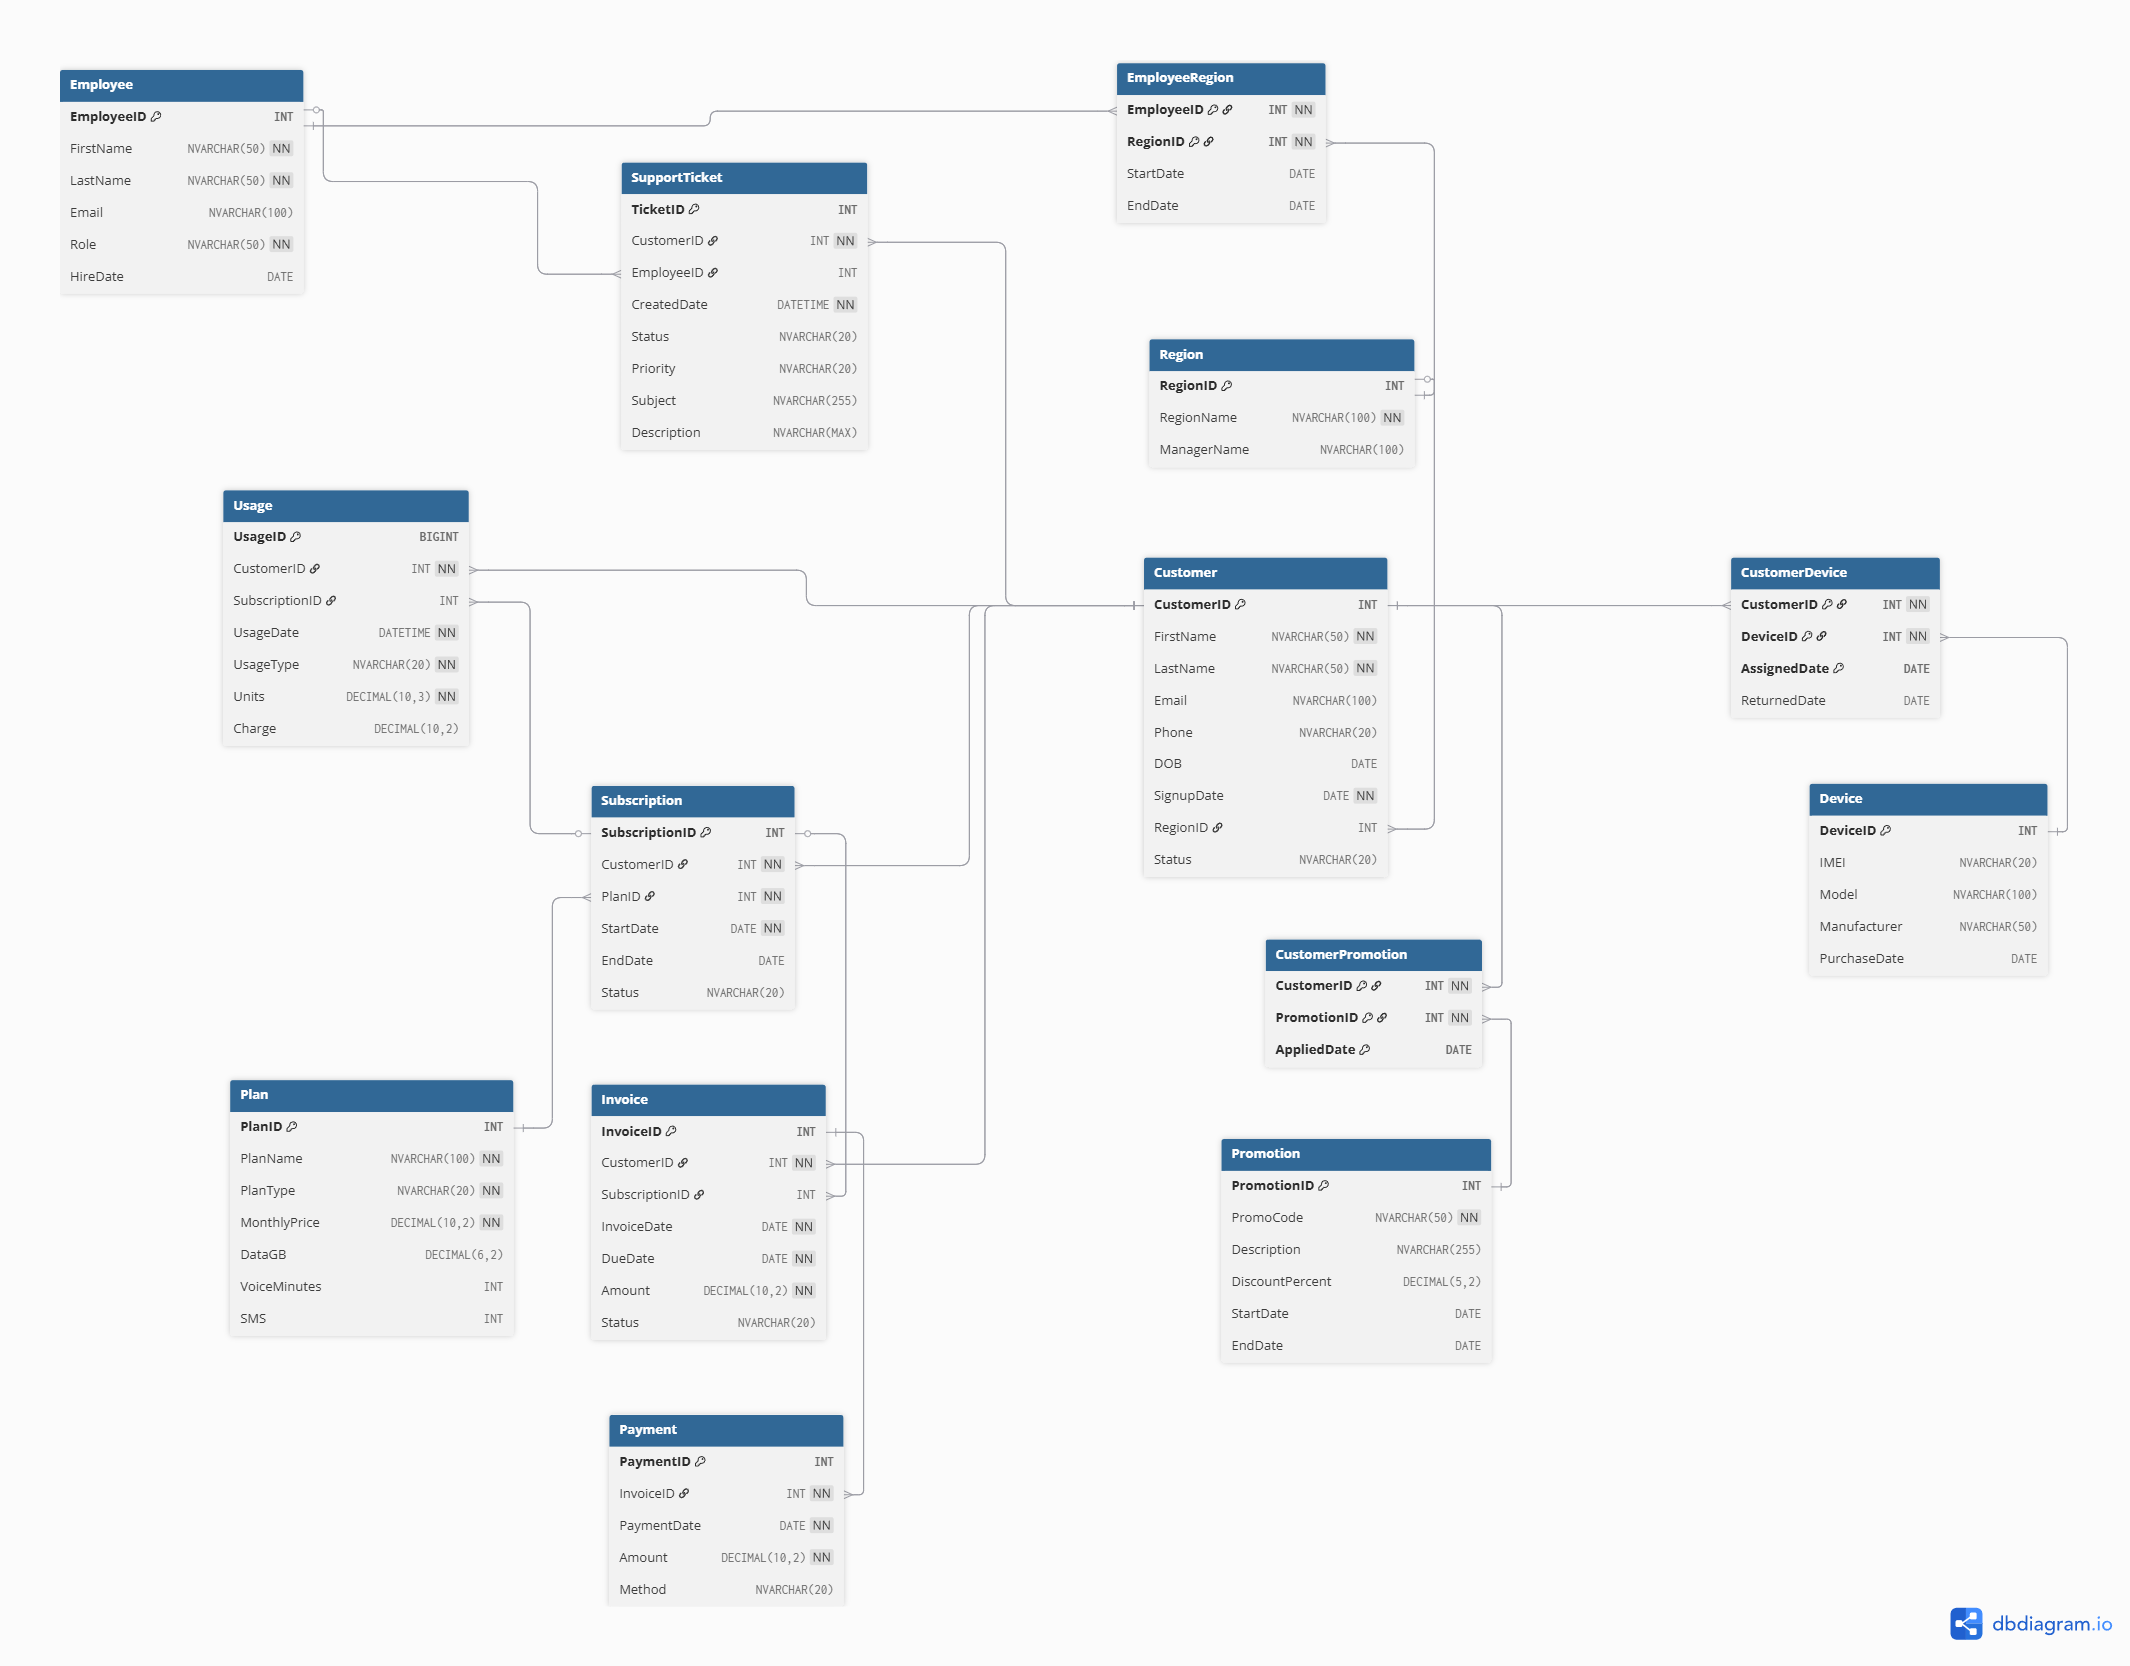 Employee
EmployeeID INT
FirstName NVARCHAR(50) NN
LastName NVARCHAR(50) NN
Email NVARCHAR(100)
Role NVARCHAR(50) NN
HireDate DATE
EmployeeRegion
EmployeeID INT NN
RegionID INT NN
StartDate DATE
EndDate DATE
SupportTicket
TicketID INT
CustomerID INT NN
EmployeeID INT
CreatedDate DATETIME NN
Status NVARCHAR(20)
Priority NVARCHAR(20)
Subject NVARCHAR(255)
Description NVARCHAR(MAX)
Region
RegionID INT
RegionName NVARCHAR(100) NN
ManagerName NVARCHAR(100)
Usage
UsageID BIGINT
CustomerID INT NN
SubscriptionID INT
UsageDate DATETIME NN
UsageType NVARCHAR(20) NN
Units DECIMAL(10,3) NN
Charge DECIMAL(10,2)
Customer
CustomerID INT
FirstName NVARCHAR(50) NN
LastName NVARCHAR(50) NN
Email NVARCHAR(100)
Phone NVARCHAR(20)
DOB DATE
SignupDate DATE NN
RegionID INT
Status NVARCHAR(20)
CustomerDevice
CustomerID INT NN
DeviceID INT NN
AssignedDate DATE
ReturnedDate DATE
Subscription
SubscriptionID INT
CustomerID INT NN
PlanID INT NN
StartDate DATE NN
EndDate DATE
Status NVARCHAR(20)
Device
DeviceID INT
IMEI NVARCHAR(20)
Model NVARCHAR(100)
Manufacturer NVARCHAR(50)
PurchaseDate DATE
CustomerPromotion
CustomerID INT NN
PromotionID INT NN
AppliedDate DATE
Plan
PlanID INT
PlanName NVARCHAR(100) NN
PlanType NVARCHAR(20) NN
MonthlyPrice DECIMAL(10,2) NN
DataGB DECIMAL(6,2)
VoiceMinutes INT
SMS INT
Invoice
InvoiceID INT
CustomerID INT NN
SubscriptionID INT
InvoiceDate DATE NN
DueDate DATE NN
Amount DECIMAL(10,2) NN
Status NVARCHAR(20)
Promotion
PromotionID INT
PromoCode NVARCHAR(50) NN
Description NVARCHAR(255)
DiscountPercent DECIMAL(5,2)
StartDate DATE
EndDate DATE
Payment
PaymentID INT
InvoiceID INT NN
PaymentDate DATE NN
Amount DECIMAL(10,2) NN
Method NVARCHAR(20)
dbdiagram.io